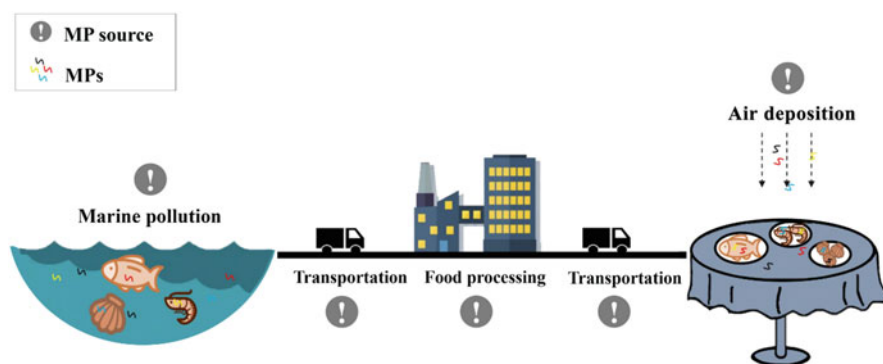 MP source
MPs
Air deposition
Marine pollution
Transportation
Food processing
Transportation